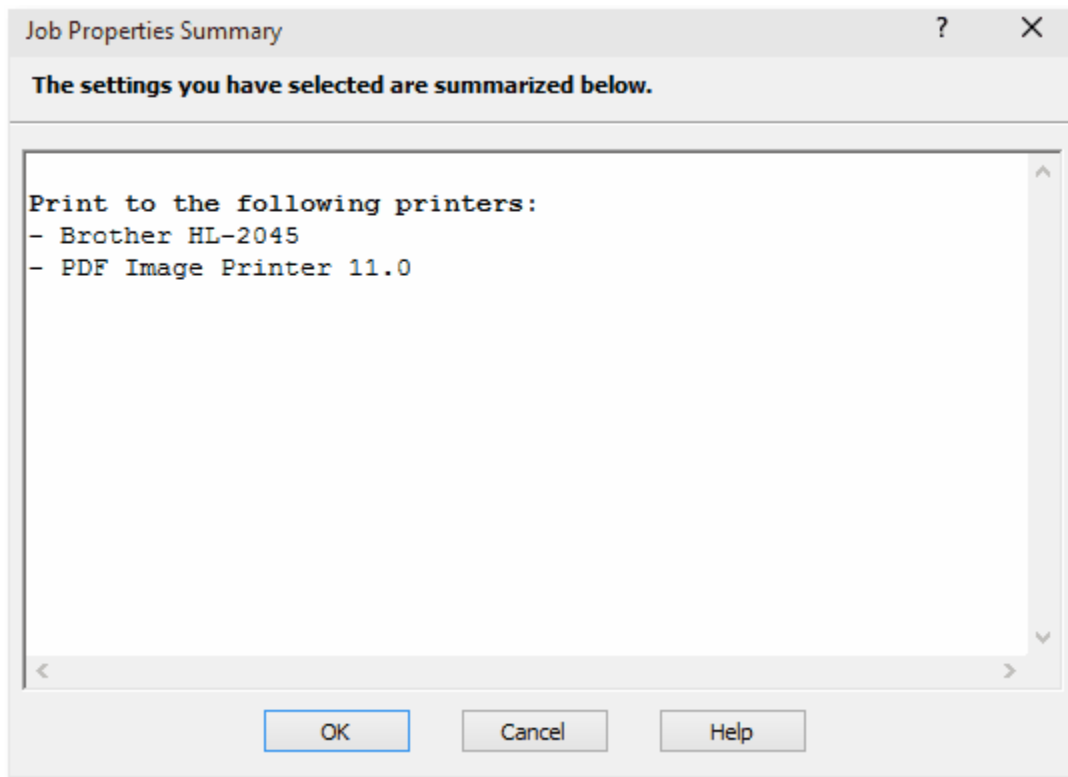 Job Properties Summary ?
The settings you have selected are summarized below.
Print to the following printers:
- Brother HL-2045
- PDF Image Printer 11.0
OK Cancel Help